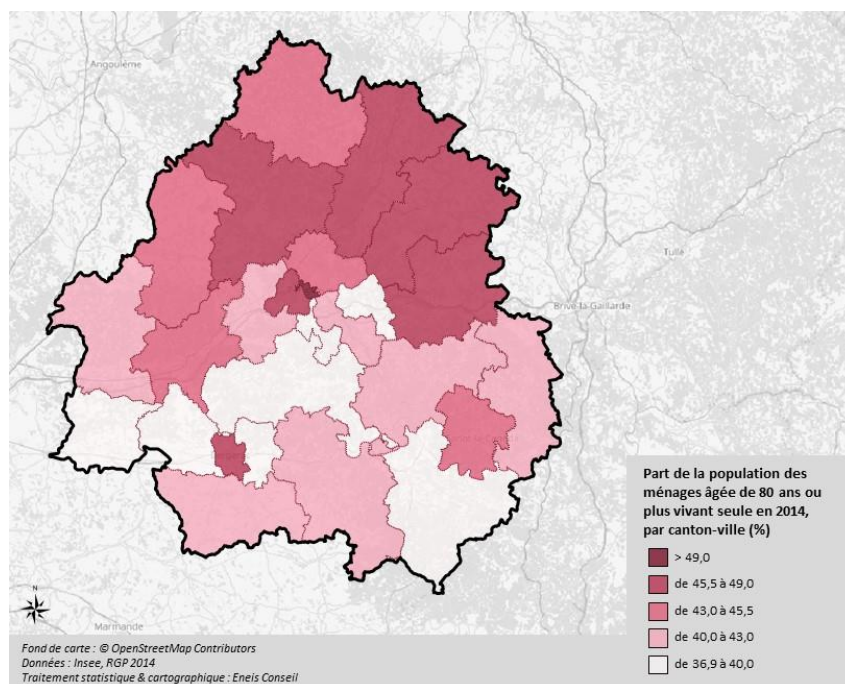 Angoulême
Tulle
Brive-la-Gaillarde
Marmande
N
Part de la population des
ménages âgée de 80 ans ou
plus vivant seule en 2014,
par canton-ville (%)
> 49,0
de 45,5 à 49,0
de 43,0 à 45,5
de 40,0 à 43,0
de 36,9 à 40,0
Fond de carte : © OpenStreetMap Contributors
Données : Insee, RGP 2014
Traitement statistique & cartographique : Eneis Conseil